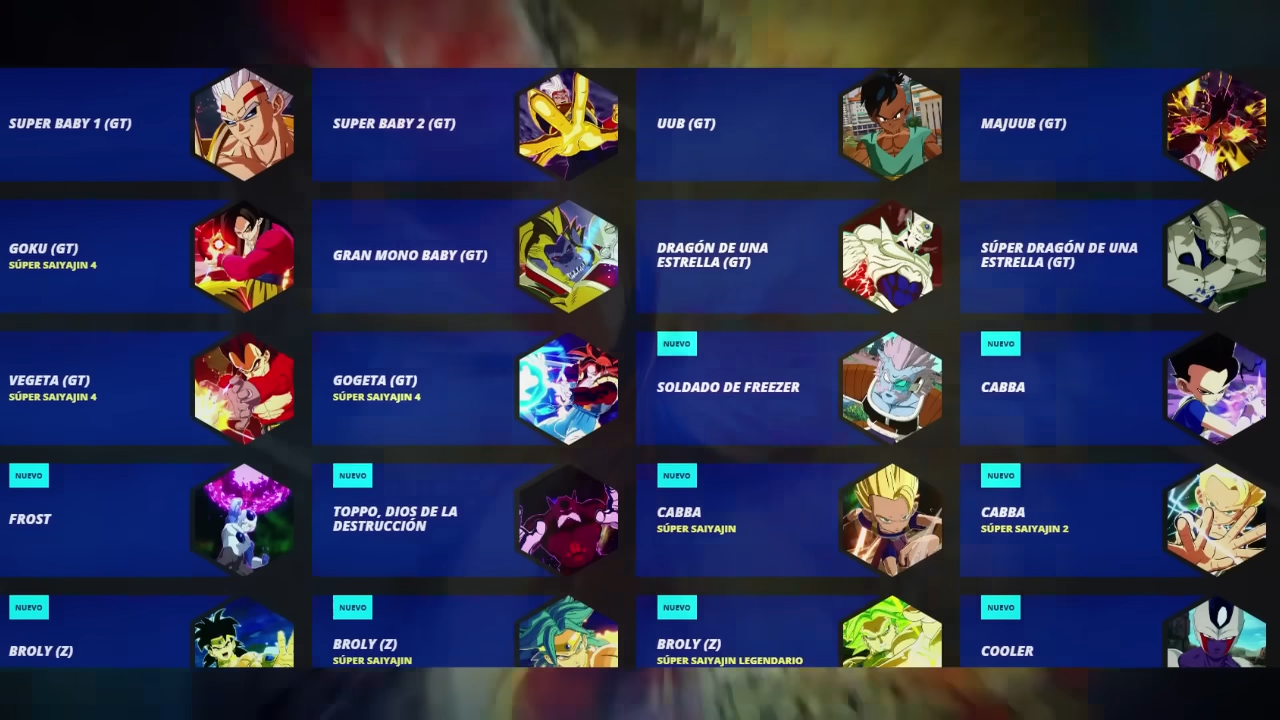 SUPER BABY 1 (GT)
SUPER BABY 2 (GT)
UUB (GT)
MAJUUB (GT)
GOKU (GT)
SÚPER SAIYAJIN 4
GRAN MONO BABY (GT)
DRAGÓN DE UNA
ESTRELLA (GT)
SÚPER DRAGÓN DE UNA
ESTRELLA (GT)
VEGETA (GT)
SÚPER SAIYAJIN 4
GOGETA (GT)
SÚPER SAIYAJIN 4
NUEVO
SOLDADO DE FREEZER
NUEVO
CABBA
NUEVO
FROST
NUEVO
TOPPO, DIOS DE LA
DESTRUCCIÓN
NUEVO
CABBA
SÚPER SAIYAJIN
NUEVO
CABBA
SÚPER SAIYAJIN 2
NUEVO
BROLY (Z)
NUEVO
BROLY (Z)
SÚPER SAIYAJIN
NUEVO
BROLY (Z)
SÚPER SAIYAJIN LEGENDARIO
NUEVO
COOLER